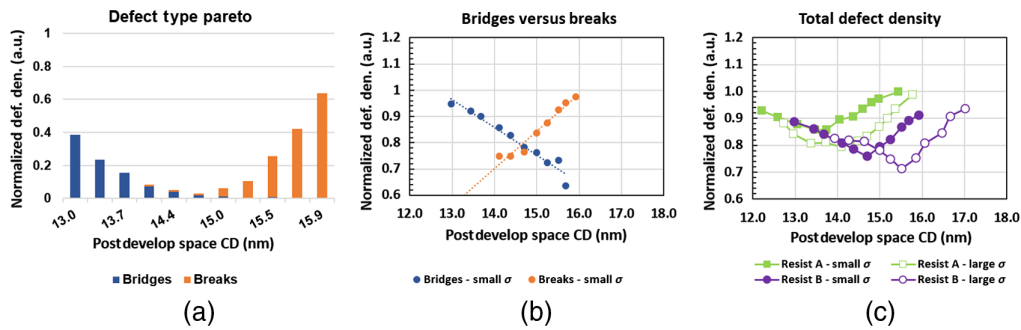 Defect type pareto
Normalized def. den. (a.u.)
1
0.8
0.6
0.4
0.2
0
13.0
13.7
14.4
15.0
15.5
15.9
Post develop space CD (nm)
Bridges Breaks
(a)
Bridges versus breaks
Normalized def. den. (a.u.)
1.2
1.1
1
0.9
0.8
0.7
0.6
12.0 13.0 14.0 15.0 16.0 17.0 18.0
Post develop space CD (nm)
Bridges - small σ Breaks - small σ
(b)
Total defect density
Normalized def. den. (a.u.)
1.2
1.1
1.0
0.9
0.8
0.7
0.6
12.0 13.0 14.0 15.0 16.0 17.0 18.0
Post develop space CD (nm)
Resist A - small σ Resist A - large σ
Resist B - small σ Resist B - large σ
(c)